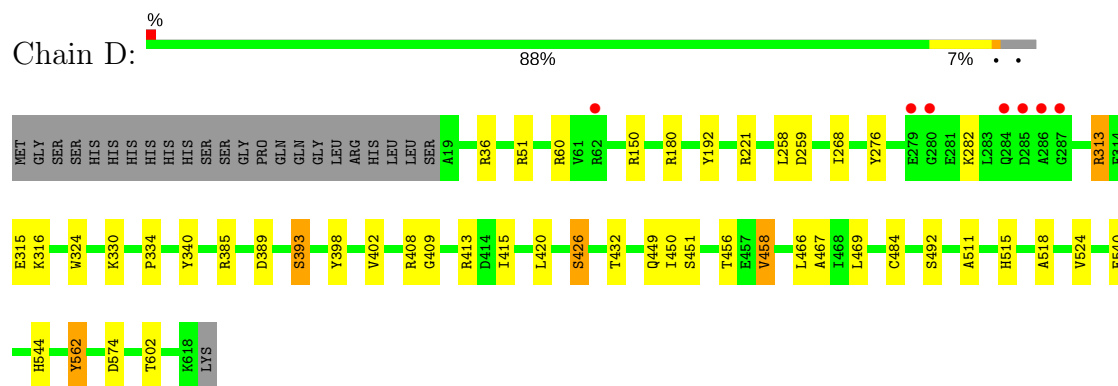 %
Chain D:
88% 7% • •
MET GLY SER SER HIS HIS HIS HIS HIS HIS SER SER GLY PRO GLN GLN GLY LEU ARG HIS LEU LEU SER A19 R36 R51 R60 V61 R62 R150 R180 Y192 R221 L258 D259 I268 Y276 E279 G280 E281 K282 L283 Q284 D285 A286 G287 R313 E314
E315 K316 W324 K330 P334 Y340 R385 D389 S393 Y398 V402 R408 G409 R413 D414 I415 L420 S426 T432 Q449 I450 S451 T456 E457 V458 L466 A467 I468 L469 C484 S492 A511 H515 A518 V524
H544 Y562 D574 T602 K618 LYS